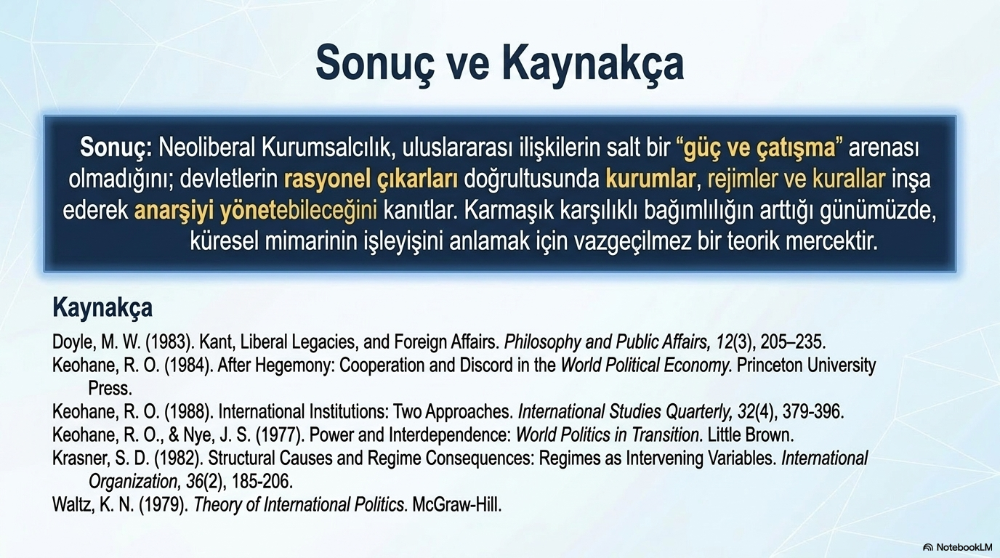 Sonuç ve Kaynakça
Sonuç: Neoliberal Kurumsalcılık, uluslararası ilişkilerin salt bir “güç ve çatışma” arenası
olmadığını; devletlerin rasyonel çıkarları doğrultusunda kurumlar, rejimler ve kurallar inşa
ederek anarşiyi yönetebileceğini kanıtlar. Karmaşık karşılıklı bağımlılığın arttığı günümüzde,
küresel mimarinin işleyişini anlamak için vazgeçilmez bir teorik mercektir.
Kaynakça
Doyle, M. W. (1983). Kant, Liberal Legacies, and Foreign Affairs. Philosophy and Public Affairs, 12(3), 205–235.
Keohane, R. O. (1984). After Hegemony: Cooperation and Discord in the World Political Economy. Princeton University
Press.
Keohane, R. O. (1988). International Institutions: Two Approaches. International Studies Quarterly, 32(4), 379-396.
Keohane, R. O., & Nye, J. S. (1977). Power and Interdependence: World Politics in Transition. Little Brown.
Krasner, S. D. (1982). Structural Causes and Regime Consequences: Regimes as Intervening Variables. International
Organization, 36(2), 185-206.
Waltz, K. N. (1979). Theory of International Politics. McGraw-Hill.
NotebookLM